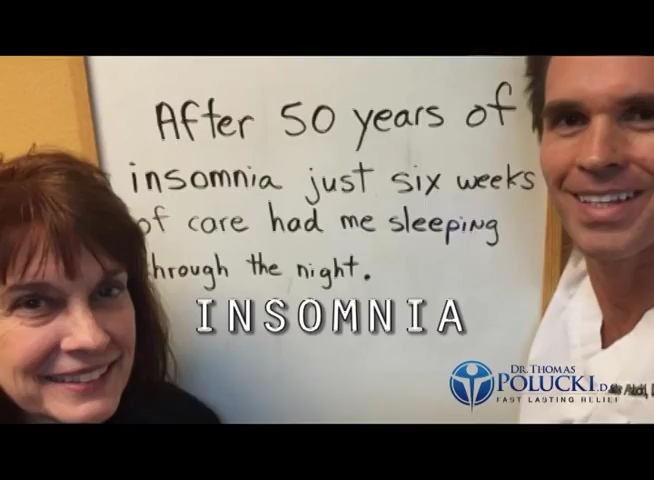 After 50 years of
insomnia just six weeks
of care had me sleeping
through the night.
INSOMNIA
DR. THOMAS
POLUCKI
FAST LASTING RELIEF